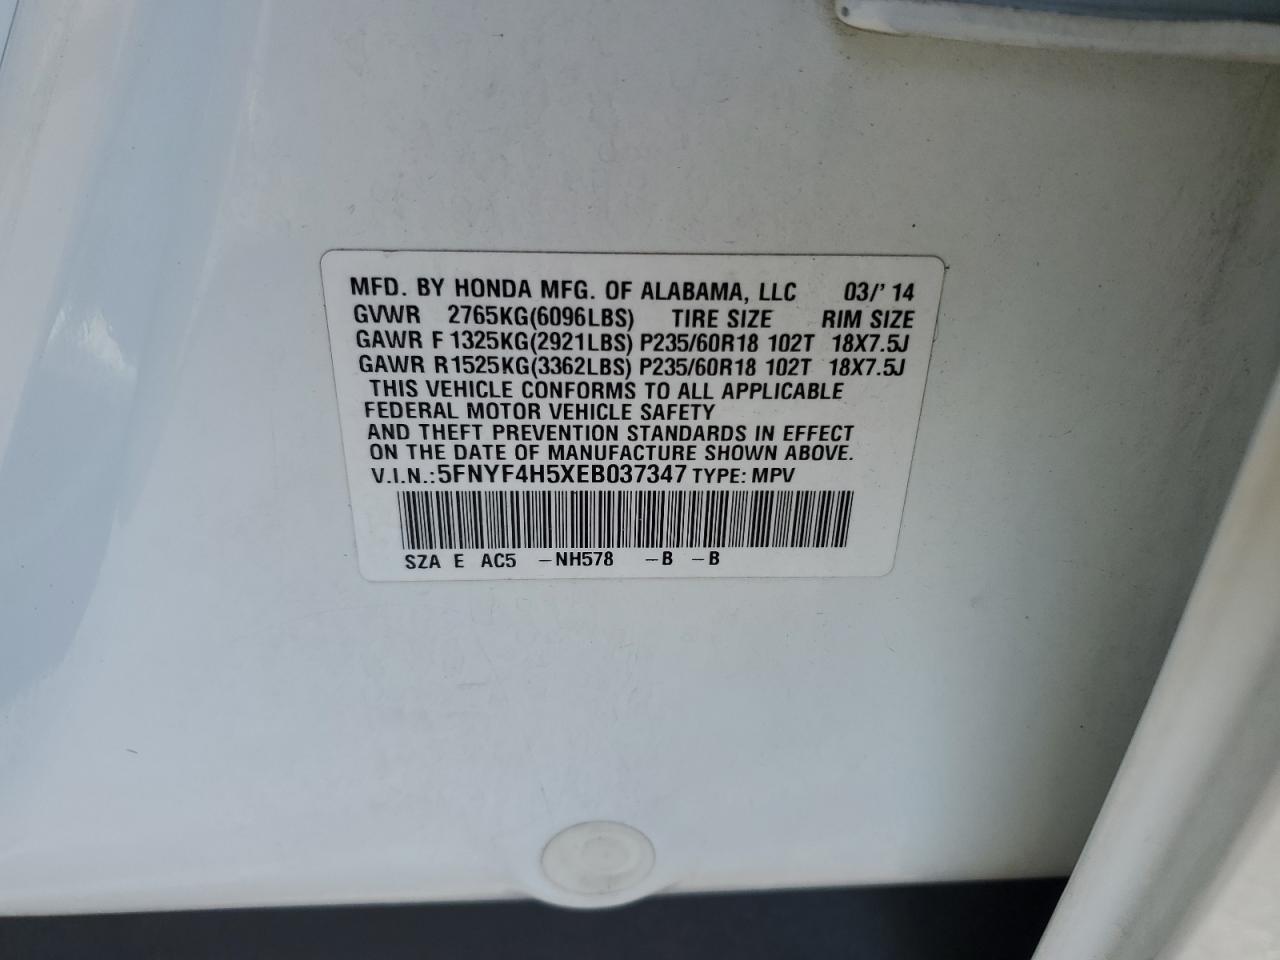 MFD. BY HONDA MFG. OF ALABAMA, LLC 03/' 14
GVWR 2765KG(6096LBS) TIRE SIZE RIM SIZE
GAWR F 1325KG(2921LBS) P235/60R18 102T 18X7.5J
GAWR R1525KG(3362LBS) P235/60R18 102T 18X7.5J
THIS VEHICLE CONFORMS TO ALL APPLICABLE
FEDERAL MOTOR VEHICLE SAFETY
AND THEFT PREVENTION STANDARDS IN EFFECT
ON THE DATE OF MANUFACTURE SHOWN ABOVE.
V.I.N.:5FNYF4H5XEB037347 TYPE: MPV
SZA E AC5 -NH578 -B -B